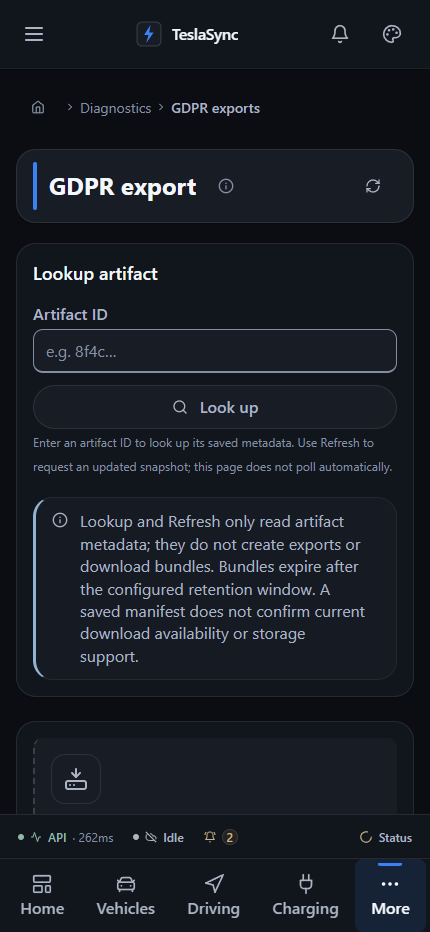 TeslaSync
Diagnostics
GDPR exports
GDPR export
Lookup artifact
Artifact ID
e.g. 8f4c...
Look up
Enter an artifact ID to look up its saved metadata. Use Refresh to
request an updated snapshot; this page does not poll automatically.
Lookup and Refresh only read artifact
metadata; they do not create exports or
download bundles. Bundles expire after
the configured retention window. A
saved manifest does not confirm current
download availability or storage
support.
API · 262ms
Idle
2
Status
Home
Vehicles
Driving
Charging
More